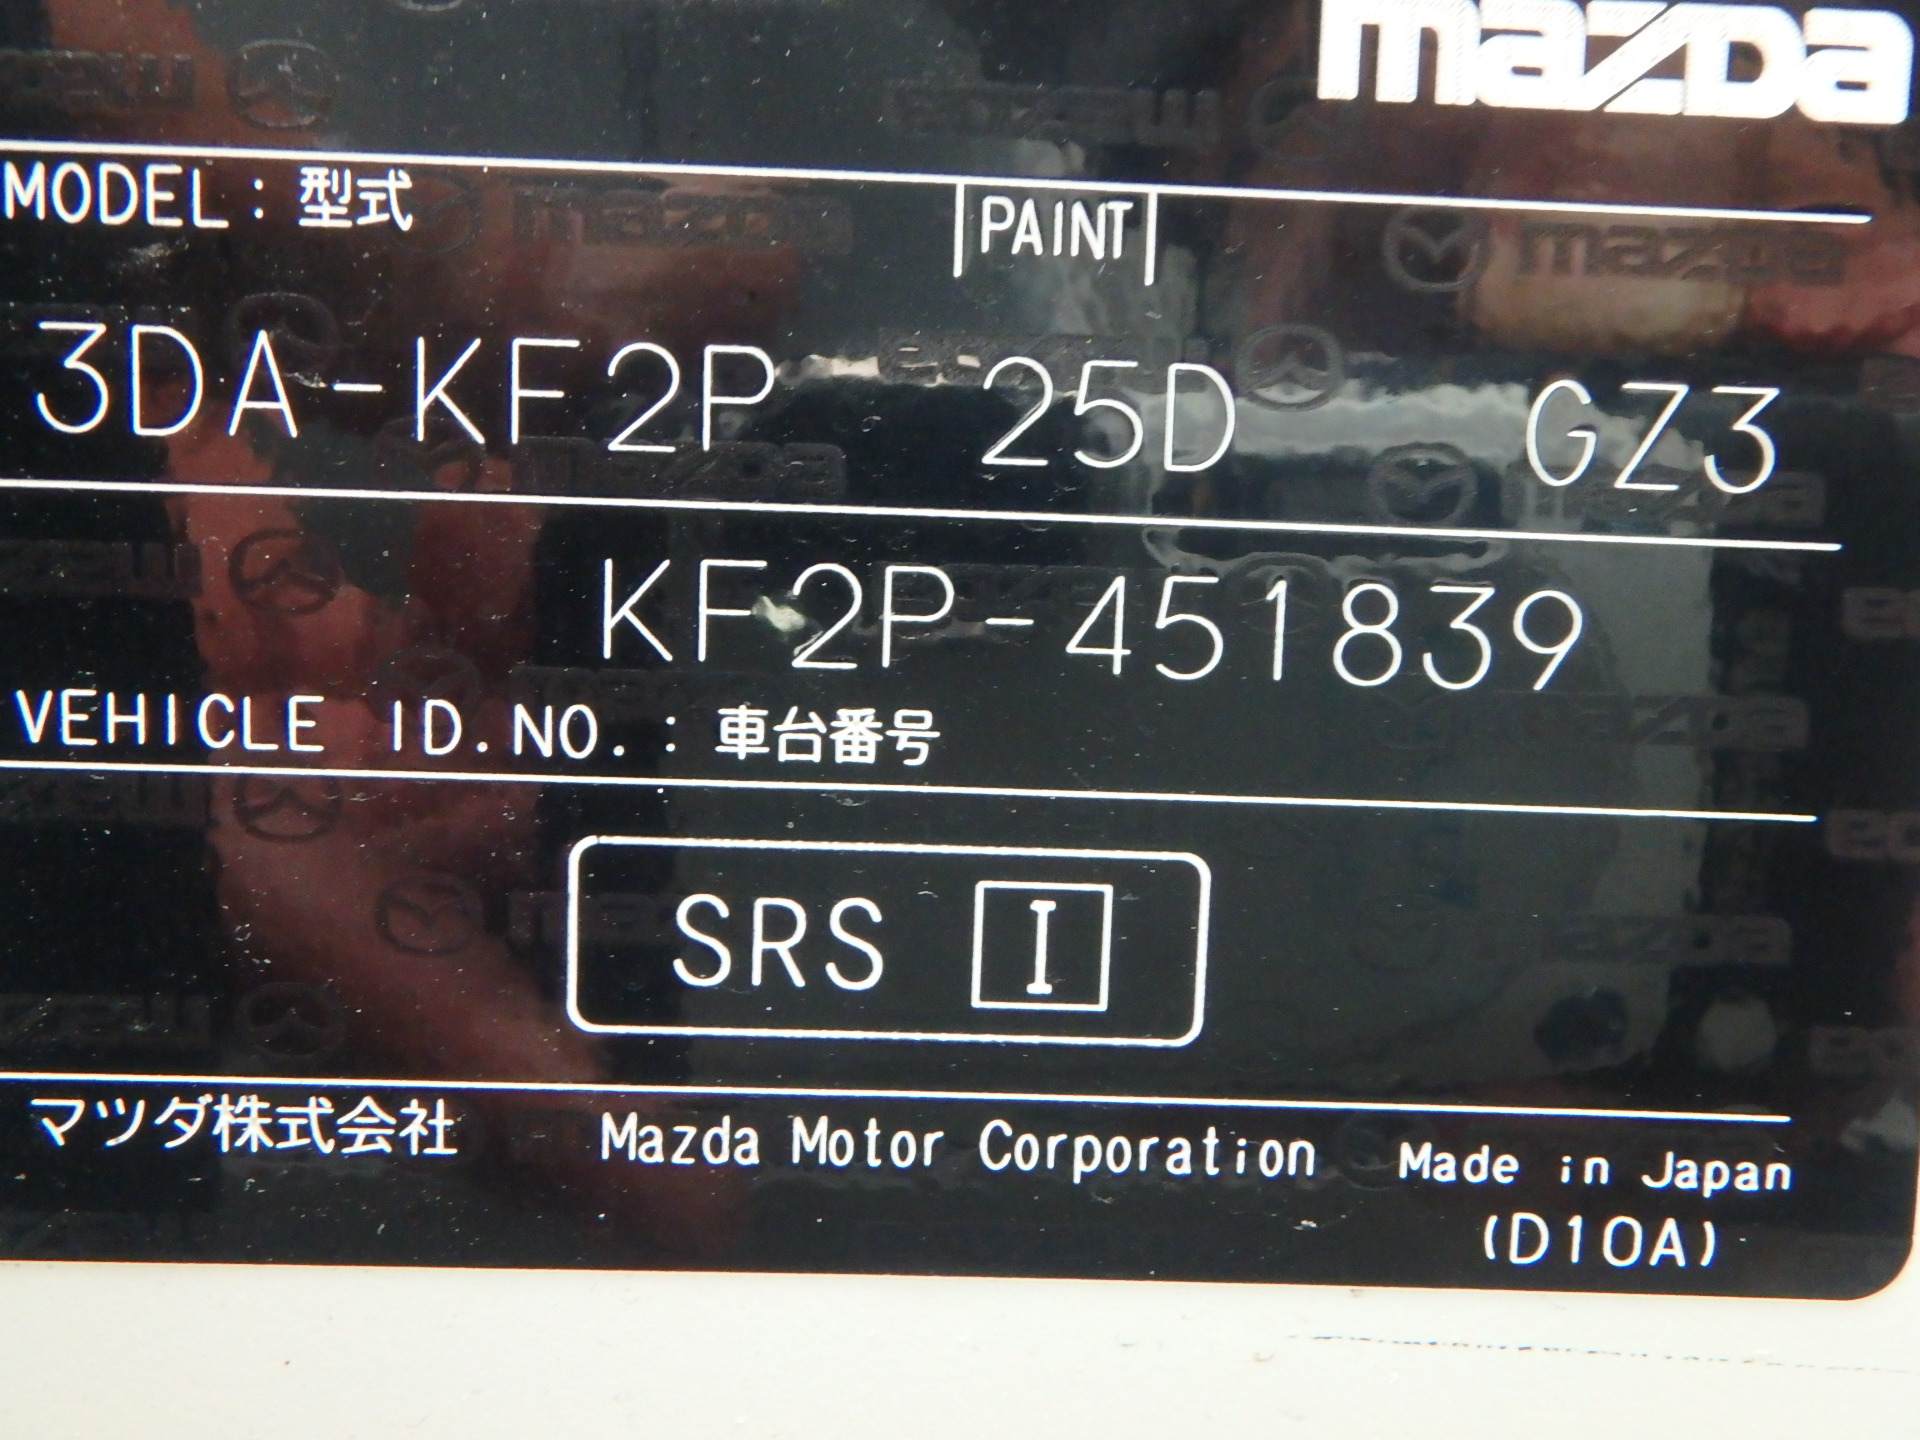 mazda
MODEL : 型式
PAINT
3DA-KF2P 25D GZ3
KF2P-451839
VEHICLE ID.NO. : 車台番号
SRS I
マツダ株式会社 Mazda Motor Corporation Made in Japan
(D10A)